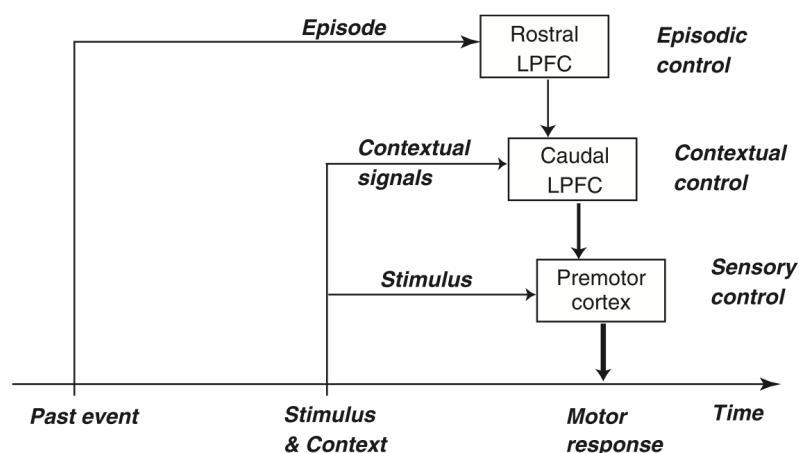 Episode
Rostral
LPFC
Episodic
control
Contextual
signals
Caudal
LPFC
Contextual
control
Stimulus
Premotor
cortex
Sensory
control
Past event
Stimulus
& Context
Motor
response
Time